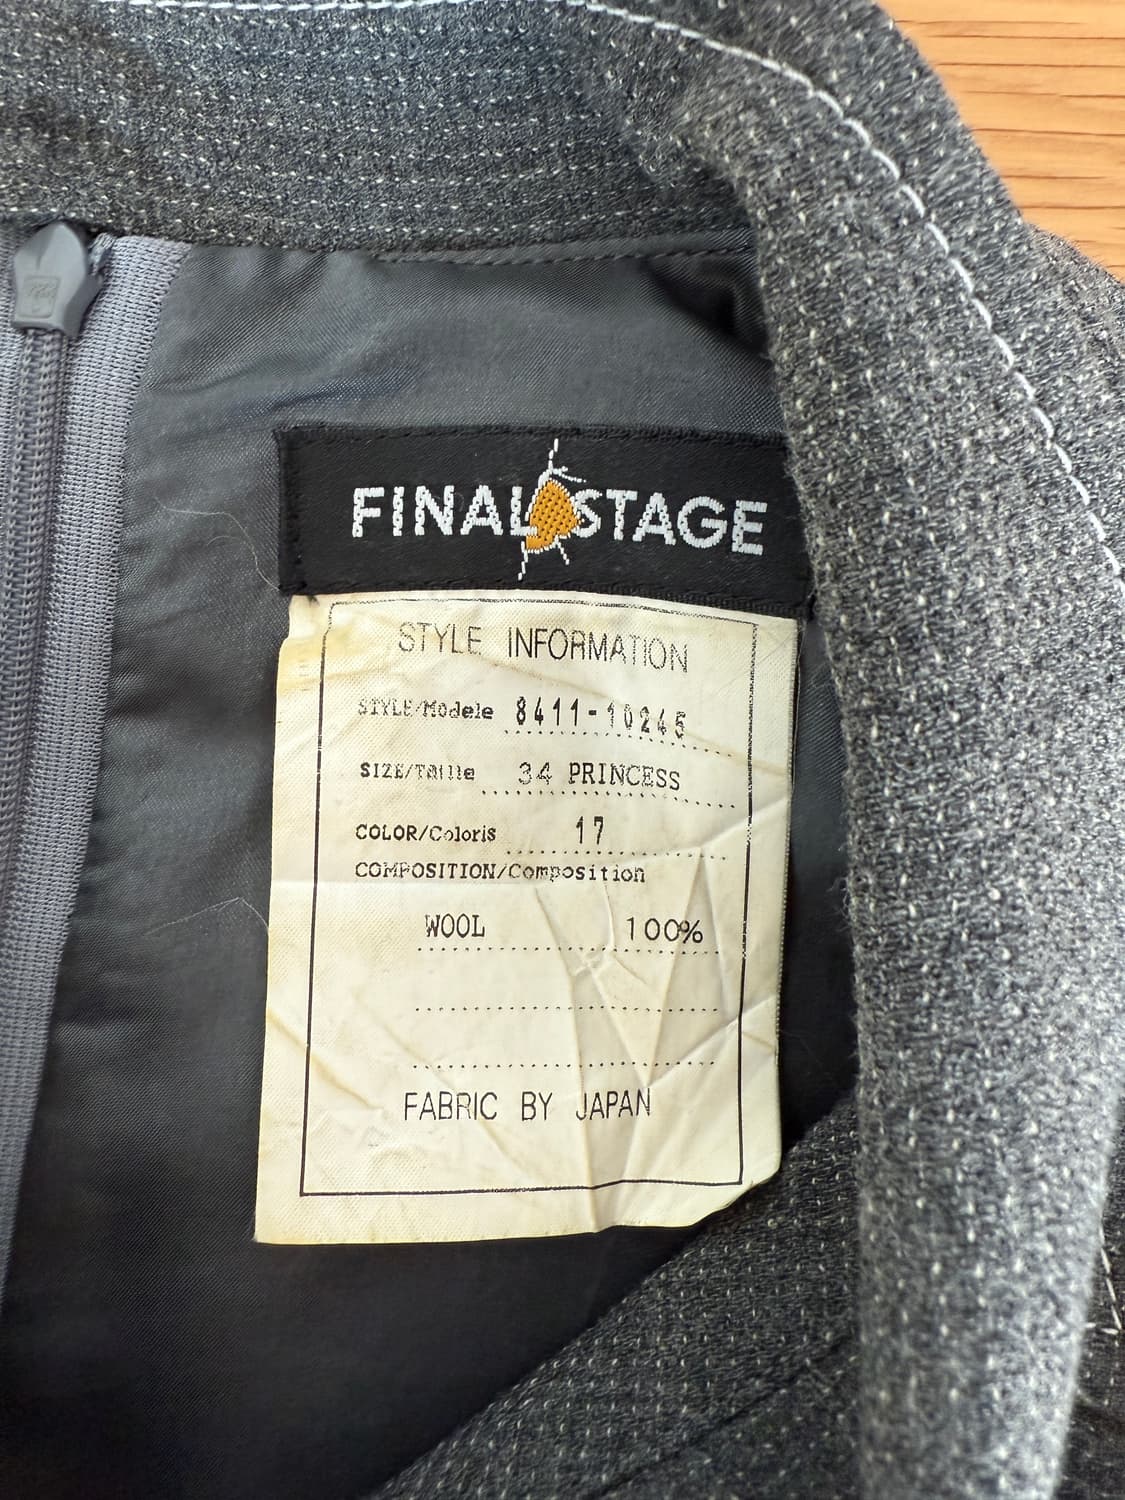 FINAL STAGE
STYLE INFORMATION
STYLE/Modele 8411-10245
SIZE/Taille 34 PRINCESS
COLOR/Coloris 17
COMPOSITION/Composition
WOOL 100%
FABRIC BY JAPAN